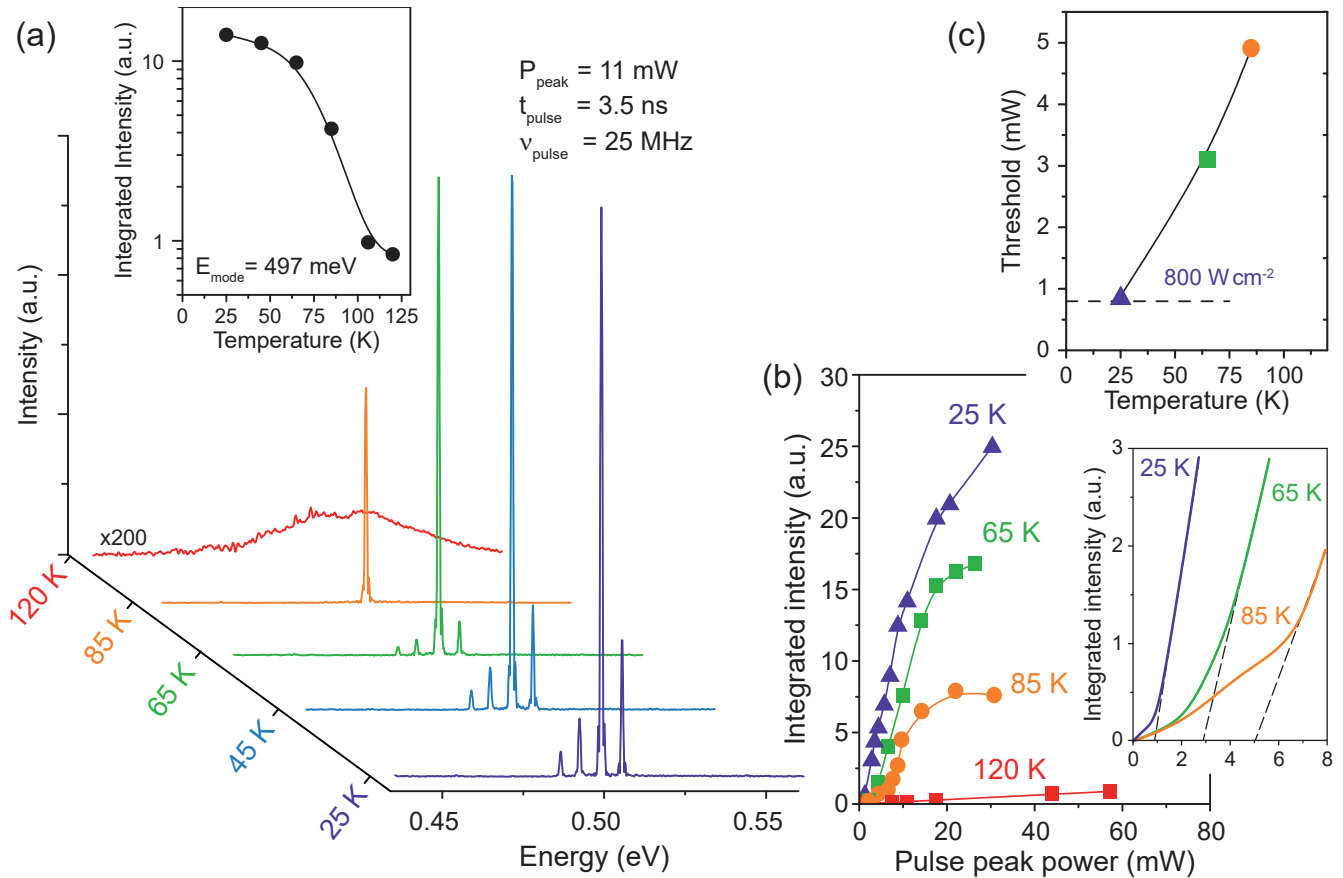 (a)
Integrated Intensity (a.u.)
10
1
E_mode = 497 meV
0 25 50 75 100 125
Temperature (K)
P_peak = 11 mW
t_pulse = 3.5 ns
ν_pulse = 25 MHz
Intensity (a.u.)
x200
120 K
85 K
65 K
45 K
25 K
0.45 0.50 0.55
Energy (eV)
(c)
Threshold (mW)
5
4
3
2
1
0
800 W cm⁻²
0 25 50 75 100
Temperature (K)
(b)
Integrated intensity (a.u.)
30
25
20
15
10
5
0
25 K
65 K
85 K
120 K
0 20 40 60 80
Pulse peak power (mW)
Integrated intensity (a.u.)
3
2
1
0
25 K
65 K
85 K
0 2 4 6 8